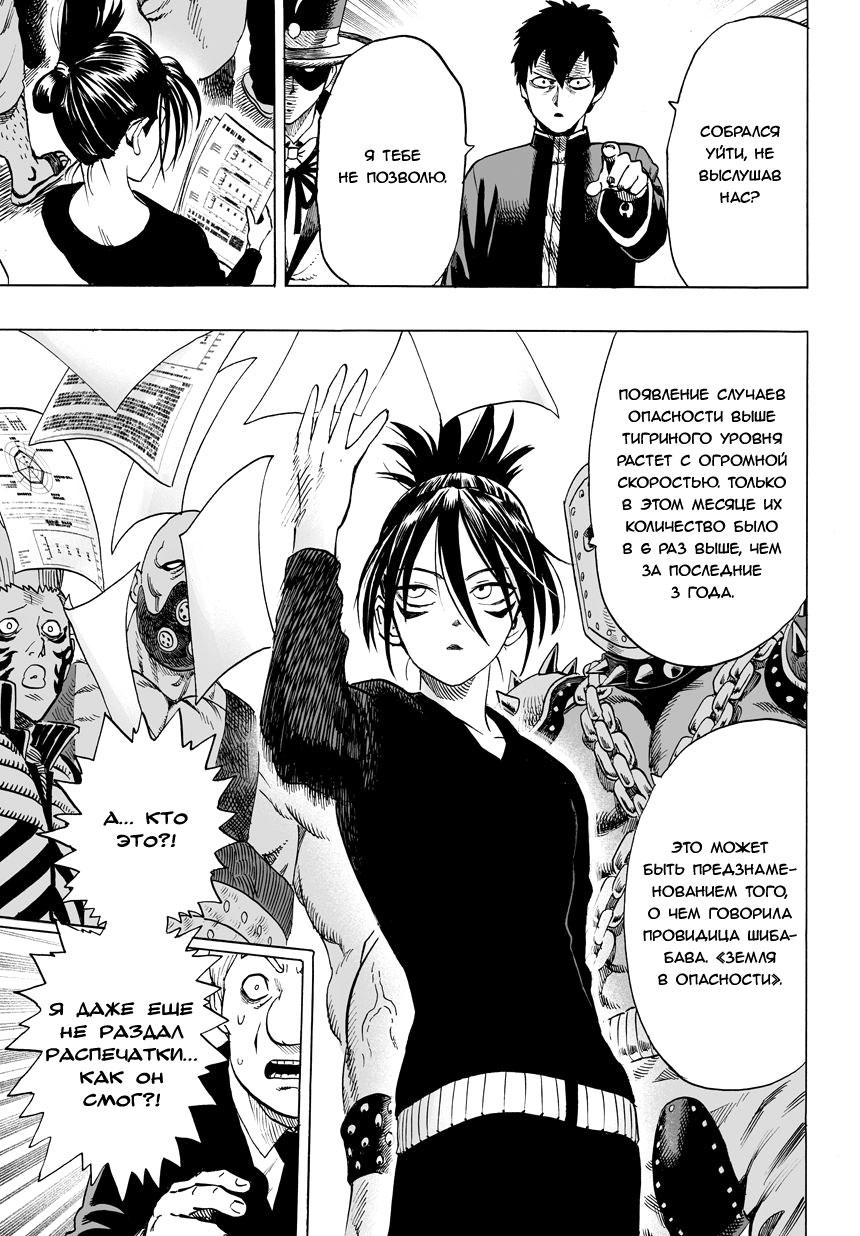 СОБРАЛСЯ
УЙТИ, НЕ
ВЫСЛУШАВ
НАС?
Я ТЕБЕ
НЕ ПОЗВОЛЮ.
ПОЯВЛЕНИЕ СЛУЧАЕВ
ОПАСНОСТИ ВЫШЕ
ТИГРИНОГО УРОВНЯ
РАСТЕТ С ОГРОМНОЙ
СКОРОСТЬЮ. ТОЛЬКО
В ЭТОМ МЕСЯЦЕ ИХ
КОЛИЧЕСТВО БЫЛО
В 6 РАЗ ВЫШЕ, ЧЕМ
ЗА ПОСЛЕДНИЕ
3 ГОДА.
ЭТО МОЖЕТ
БЫТЬ ПРЕДЗНАМЕ-
НОВАНИЕМ ТОГО,
О ЧЕМ ГОВОРИЛА
ПРОВИДИЦА ШИБА-
БАВА. «ЗЕМЛЯ
В ОПАСНОСТИ».
А... КТО
ЭТО?!
Я ДАЖЕ ЕЩЕ
НЕ РАЗДАЛ
РАСПЕЧАТКИ...
КАК ОН
СМОГ?!